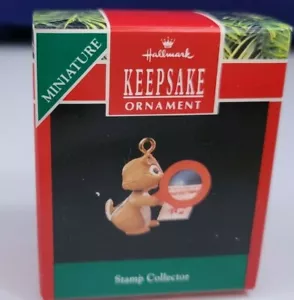 MINIATURE
Hallmark
KEEPSAKE
ORNAMENT
Stamp Collector